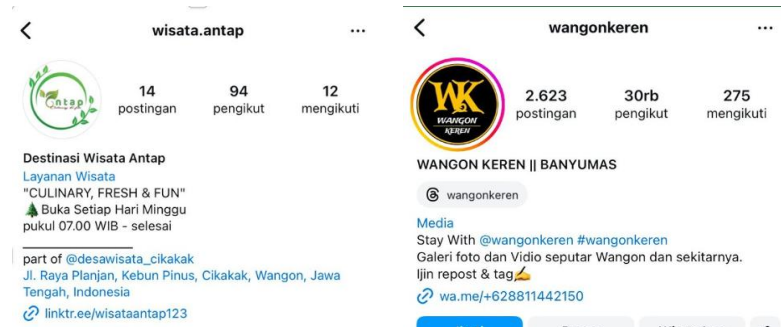 wisata.antap
14
postingan
94
pengikut
12
mengikuti
antap
Destinasi Wisata Antap
Layanan Wisata
"CULINARY, FRESH & FUN"
🌲 Buka Setiap Hari Minggu
pukul 07.00 WIB - selesai
part of @desawisata_cikakak
Jl. Raya Planjan, Kebun Pinus, Cikakak, Wangon, Jawa
Tengah, Indonesia
linktr.ee/wisataantap123
wangonkeren
WK
WANGON
KEREN
2.623
postingan
30rb
pengikut
275
mengikuti
WANGON KEREN || BANYUMAS
wangonkeren
Media
Stay With @wangonkeren #wangonkeren
Galeri foto dan Vidio seputar Wangon dan sekitarnya.
Ijin repost & tag✍
wa.me/+628811442150